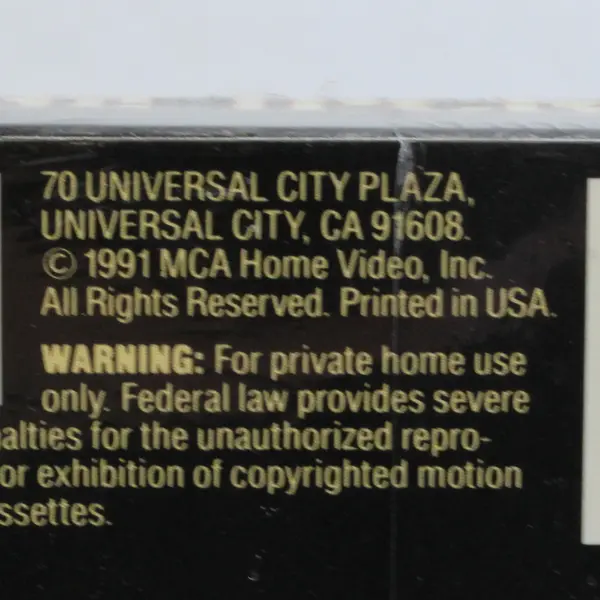 70 UNIVERSAL CITY PLAZA,
UNIVERSAL CITY, CA 91608.
© 1991 MCA Home Video, Inc.
All Rights Reserved. Printed in USA.
WARNING: For private home use
only. Federal law provides severe
alties for the unauthorized repro-
or exhibition of copyrighted motion
ssettes.